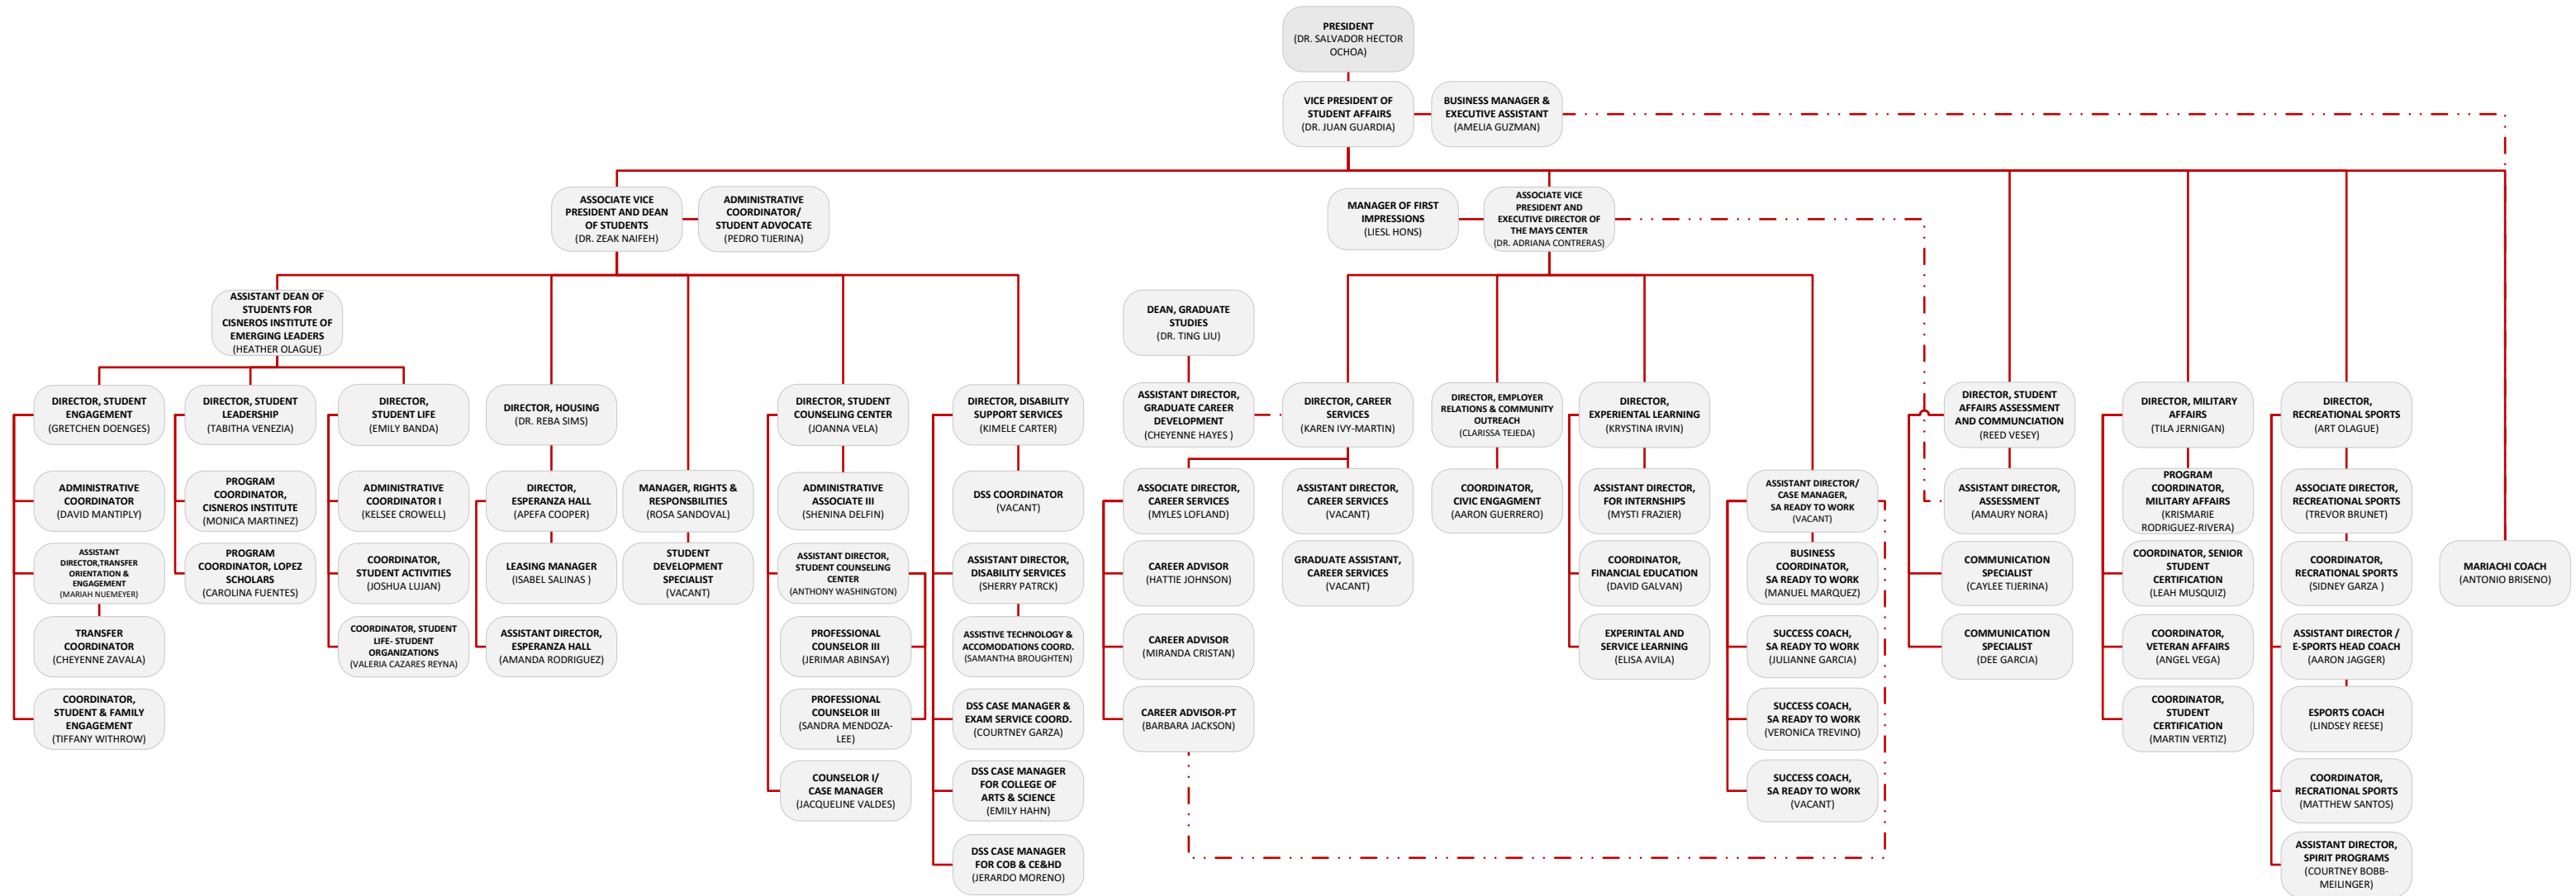 PRESIDENT
(DR. SALVADOR HECTOR
OCHOA)
VICE PRESIDENT OF
STUDENT AFFAIRS
(DR. JUAN GUARDIA)
BUSINESS MANAGER &
EXECUTIVE ASSISTANT
(AMELIA GUZMAN)
ASSOCIATE VICE
PRESIDENT AND DEAN
OF STUDENTS
(DR. ZEAK NAIFEH)
ADMINISTRATIVE
COORDINATOR/
STUDENT ADVOCATE
(PEDRO TIJERINA)
MANAGER OF FIRST
IMPRESSIONS
(LIESL HONS)
ASSOCIATE VICE
PRESIDENT AND
EXECUTIVE DIRECTOR OF
THE MAYS CENTER
(DR. ADRIANA CONTRERAS)
ASSISTANT DEAN OF
STUDENTS FOR
CISNEROS INSTITUTE OF
EMERGING LEADERS
(HEATHER OLAGUE)
DEAN, GRADUATE
STUDIES
(DR. TING LIU)
DIRECTOR, STUDENT
ENGAGEMENT
(GRETCHEN DOENGES)
ADMINISTRATIVE
COORDINATOR
(DAVID MANTIPLY)
ASSISTANT
DIRECTOR,TRANSFER
ORIENTATION &
ENGAGEMENT
(MARIAH NUEMEYER)
TRANSFER
COORDINATOR
(CHEYENNE ZAVALA)
COORDINATOR,
STUDENT & FAMILY
ENGAGEMENT
(TIFFANY WITHROW)
DIRECTOR, STUDENT
LEADERSHIP
(TABITHA VENEZIA)
PROGRAM
COORDINATOR,
CISNEROS INSTITUTE
(MONICA MARTINEZ)
PROGRAM
COORDINATOR, LOPEZ
SCHOLARS
(CAROLINA FUENTES)
DIRECTOR,
STUDENT LIFE
(EMILY BANDA)
ADMINISTRATIVE
COORDINATOR I
(KELSEE CROWELL)
COORDINATOR,
STUDENT ACTIVITIES
(JOSHUA LUJAN)
COORDINATOR, STUDENT
LIFE- STUDENT
ORGANIZATIONS
(VALERIA CAZARES REYNA)
DIRECTOR, HOUSING
(DR. REBA SIMS)
DIRECTOR,
ESPERANZA HALL
(APEFA COOPER)
LEASING MANAGER
(ISABEL SALINAS )
ASSISTANT DIRECTOR,
ESPERANZA HALL
(AMANDA RODRIGUEZ)
MANAGER, RIGHTS &
RESPONSBILITIES
(ROSA SANDOVAL)
STUDENT
DEVELOPMENT
SPECIALIST
(VACANT)
DIRECTOR, STUDENT
COUNSELING CENTER
(JOANNA VELA)
ADMINISTRATIVE
ASSOCIATE III
(SHENINA DELFIN)
ASSISTANT DIRECTOR,
STUDENT COUNSELING
CENTER
(ANTHONY WASHINGTON)
PROFESSIONAL
COUNSELOR III
(JERIMAR ABINSAY)
PROFESSIONAL
COUNSELOR III
(SANDRA MENDOZA-
LEE)
COUNSELOR I/
CASE MANAGER
(JACQUELINE VALDES)
DIRECTOR, DISABILITY
SUPPORT SERVICES
(KIMELE CARTER)
DSS COORDINATOR
(VACANT)
ASSISTANT DIRECTOR,
DISABILITY SERVICES
(SHERRY PATRCK)
ASSISTIVE TECHNOLOGY &
ACCOMODATIONS COORD.
(SAMANTHA BROUGHTEN)
DSS CASE MANAGER &
EXAM SERVICE COORD.
(COURTNEY GARZA)
DSS CASE MANAGER
FOR COLLEGE OF
ARTS & SCIENCE
(EMILY HAHN)
DSS CASE MANAGER
FOR COB & CE&HD
(JERARDO MORENO)
ASSISTANT DIRECTOR,
GRADUATE CAREER
DEVELOPMENT
(CHEYENNE HAYES )
DIRECTOR, CAREER
SERVICES
(KAREN IVY-MARTIN)
ASSOCIATE DIRECTOR,
CAREER SERVICES
(MYLES LOFLAND)
CAREER ADVISOR
(HATTIE JOHNSON)
CAREER ADVISOR
(MIRANDA CRISTAN)
CAREER ADVISOR-PT
(BARBARA JACKSON)
ASSISTANT DIRECTOR,
CAREER SERVICES
(VACANT)
GRADUATE ASSISTANT,
CAREER SERVICES
(VACANT)
DIRECTOR, EMPLOYER
RELATIONS & COMMUNITY
OUTREACH
(CLARISSA TEJEDA)
COORDINATOR,
CIVIC ENGAGMENT
(AARON GUERRERO)
DIRECTOR,
EXPERIENTAL LEARNING
(KRYSTINA IRVIN)
ASSISTANT DIRECTOR,
FOR INTERNSHIPS
(MYSTI FRAZIER)
COORDINATOR,
FINANCIAL EDUCATION
(DAVID GALVAN)
EXPERINTAL AND
SERVICE LEARNING
(ELISA AVILA)
ASSISTANT DIRECTOR/
CASE MANAGER,
SA READY TO WORK
(VACANT)
BUSINESS
COORDINATOR,
SA READY TO WORK
(MANUEL MARQUEZ)
SUCCESS COACH,
SA READY TO WORK
(JULIANNE GARCIA)
SUCCESS COACH,
SA READY TO WORK
(VERONICA TREVINO)
SUCCESS COACH,
SA READY TO WORK
(VACANT)
DIRECTOR, STUDENT
AFFAIRS ASSESSMENT
AND COMMUNCIATION
(REED VESEY)
ASSISTANT DIRECTOR,
ASSESSMENT
(AMAURY NORA)
COMMUNICATION
SPECIALIST
(CAYLEE TIJERINA)
COMMUNICATION
SPECIALIST
(DEE GARCIA)
DIRECTOR, MILITARY
AFFAIRS
(TILA JERNIGAN)
PROGRAM
COORDINATOR,
MILITARY AFFAIRS
(KRISMARIE
RODRIGUEZ-RIVERA)
COORDINATOR, SENIOR
STUDENT
CERTIFICATION
(LEAH MUSQUIZ)
COORDINATOR,
VETERAN AFFAIRS
(ANGEL VEGA)
COORDINATOR,
STUDENT
CERTIFICATION
(MARTIN VERTIZ)
DIRECTOR,
RECREATIONAL SPORTS
(ART OLAGUE)
ASSOCIATE DIRECTOR,
RECREATIONAL SPORTS
(TREVOR BRUNET)
COORDINATOR,
RECRATIONAL SPORTS
(SIDNEY GARZA )
ASSISTANT DIRECTOR /
E-SPORTS HEAD COACH
(AARON JAGGER)
ESPORTS COACH
(LINDSEY REESE)
COORDINATOR,
RECRATIONAL SPORTS
(MATTHEW SANTOS)
ASSISTANT DIRECTOR,
SPIRIT PROGRAMS
(COURTNEY BOBB-
MEILINGER)
MARIACHI COACH
(ANTONIO BRISENO)